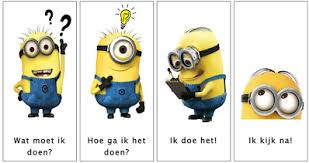 ? ?
Wat moet ik
doen?
Hoe ga ik het
doen?
Ik doe het!
Ik kijk na!